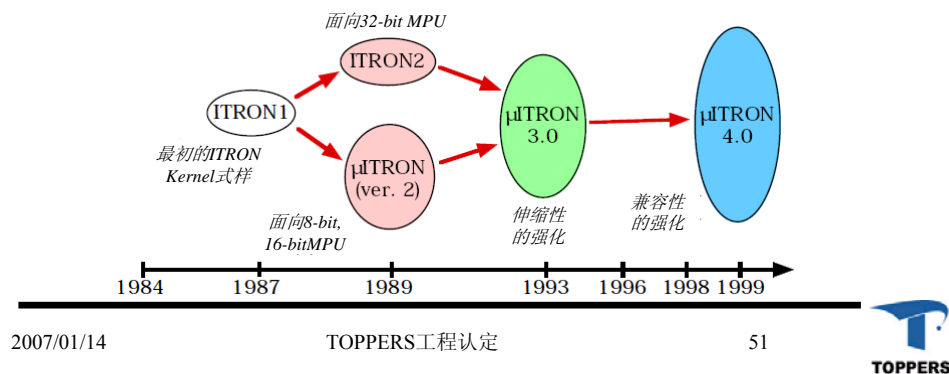 面向32-bit MPU
ITRON2
ITRON1
μITRON
3.0
μITRON
4.0
最初的ITRON
Kernel式样
μITRON
(ver. 2)
面向8-bit,
16-bitMPU
伸缩性
的强化
兼容性
的强化
1984
1987
1989
1993
1996
1998
1999
2007/01/14
TOPPERS工程认定
51
TOPPERS